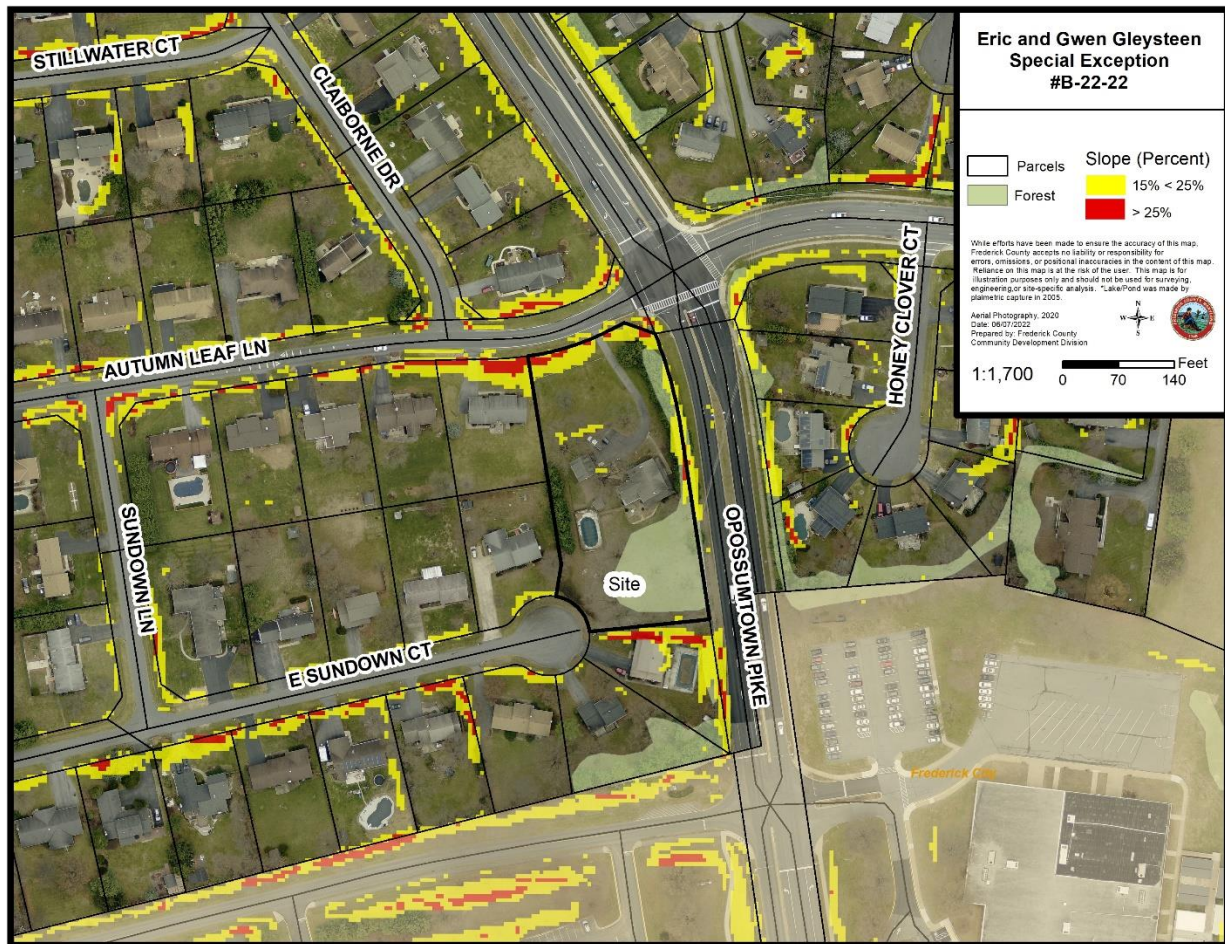 Eric and Gwen Gleysteen
Special Exception
#B-22-22
Parcels
Forest
Slope (Percent)
15% < 25%
> 25%
While efforts have been made to ensure the accuracy of this map,
Frederick County accepts no liability or responsibility for
errors, omissions, or positional inaccuracies in the content of this map.
Reliance on this map is at the risk of the user. This map is for
illustration purposes only and should not be used for surveying,
engineering,or site-specific analysis. *Lake/Pond was made by
plaimetric capture in 2005.
Aerial Photography, 2020
Date: 06/07/2022
Prepared by: Frederick County
Community Development Division
N
W E
S
1:1,700
Feet
0 70 140
STILLWATER CT
CLAIBORNE DR
AUTUMN LEAF LN
HONEY CLOVER CT
SUNDOWN LN
OPOSSUMTOWN PIKE
Site
E SUNDOWN CT